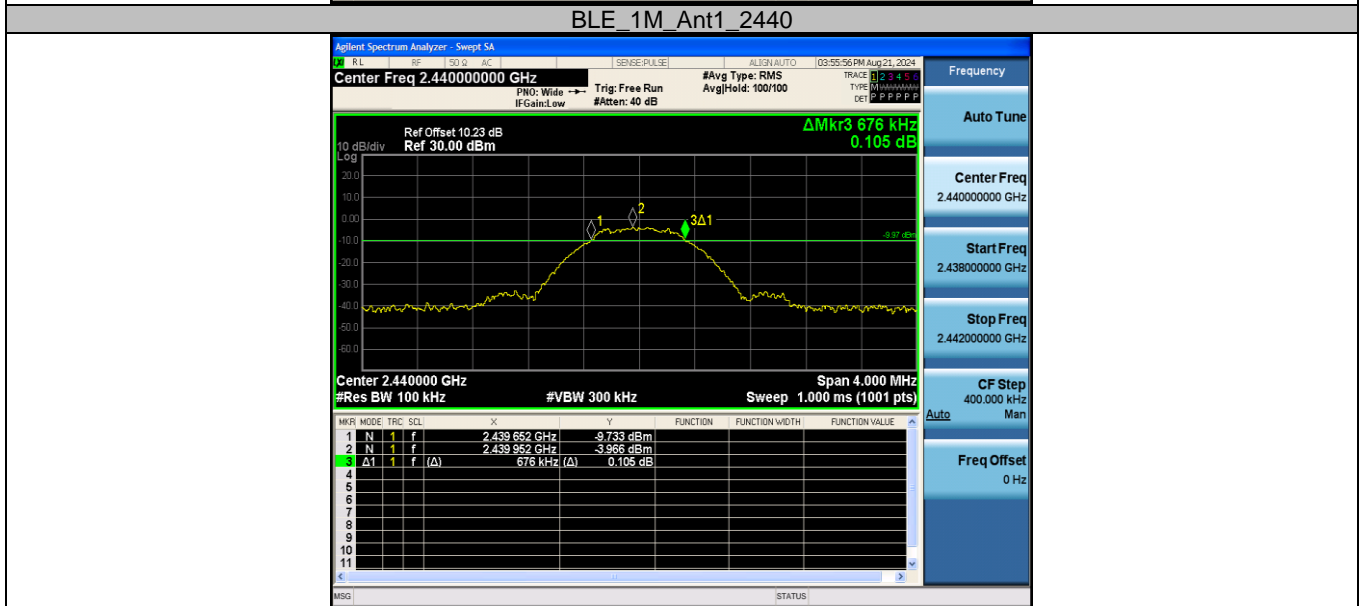 BLE_1M_Ant1_2440
Agilent Spectrum Analyzer - Swept SA
RL RF 50 Ω AC SENSE:PULSE ALIGN AUTO 03:55:56 PM Aug 21, 2024
Center Freq 2.440000000 GHz
PNO: Wide
IFGain:Low
Trig: Free Run
#Atten: 40 dB
#Avg Type: RMS
Avg|Hold: 100/100
TRACE 1 2 3 4 5 6
TYPE M
DET P P P P P P
ΔMkr3 676 kHz
0.105 dB
Ref Offset 10.23 dB
10 dB/div Ref 30.00 dBm
Log
20.0
10.0
0.00
-10.0
-20.0
-30.0
-40.0
-50.0
-60.0
1
2
3Δ1
-9.97 dBm
Center 2.440000 GHz Span 4.000 MHz
#Res BW 100 kHz #VBW 300 kHz Sweep 1.000 ms (1001 pts)
MKR MODE TRC SCL X Y FUNCTION FUNCTION WIDTH FUNCTION VALUE
1 N 1 f 2.439 652 GHz -9.733 dBm
2 N 1 f 2.439 952 GHz -3.966 dBm
3 Δ1 1 f (Δ) 676 kHz (Δ) 0.105 dB
4
5
6
7
8
9
10
11
MSG STATUS
Frequency
Auto Tune
Center Freq
2.440000000 GHz
Start Freq
2.438000000 GHz
Stop Freq
2.442000000 GHz
CF Step
400.000 kHz
Auto Man
Freq Offset
0 Hz